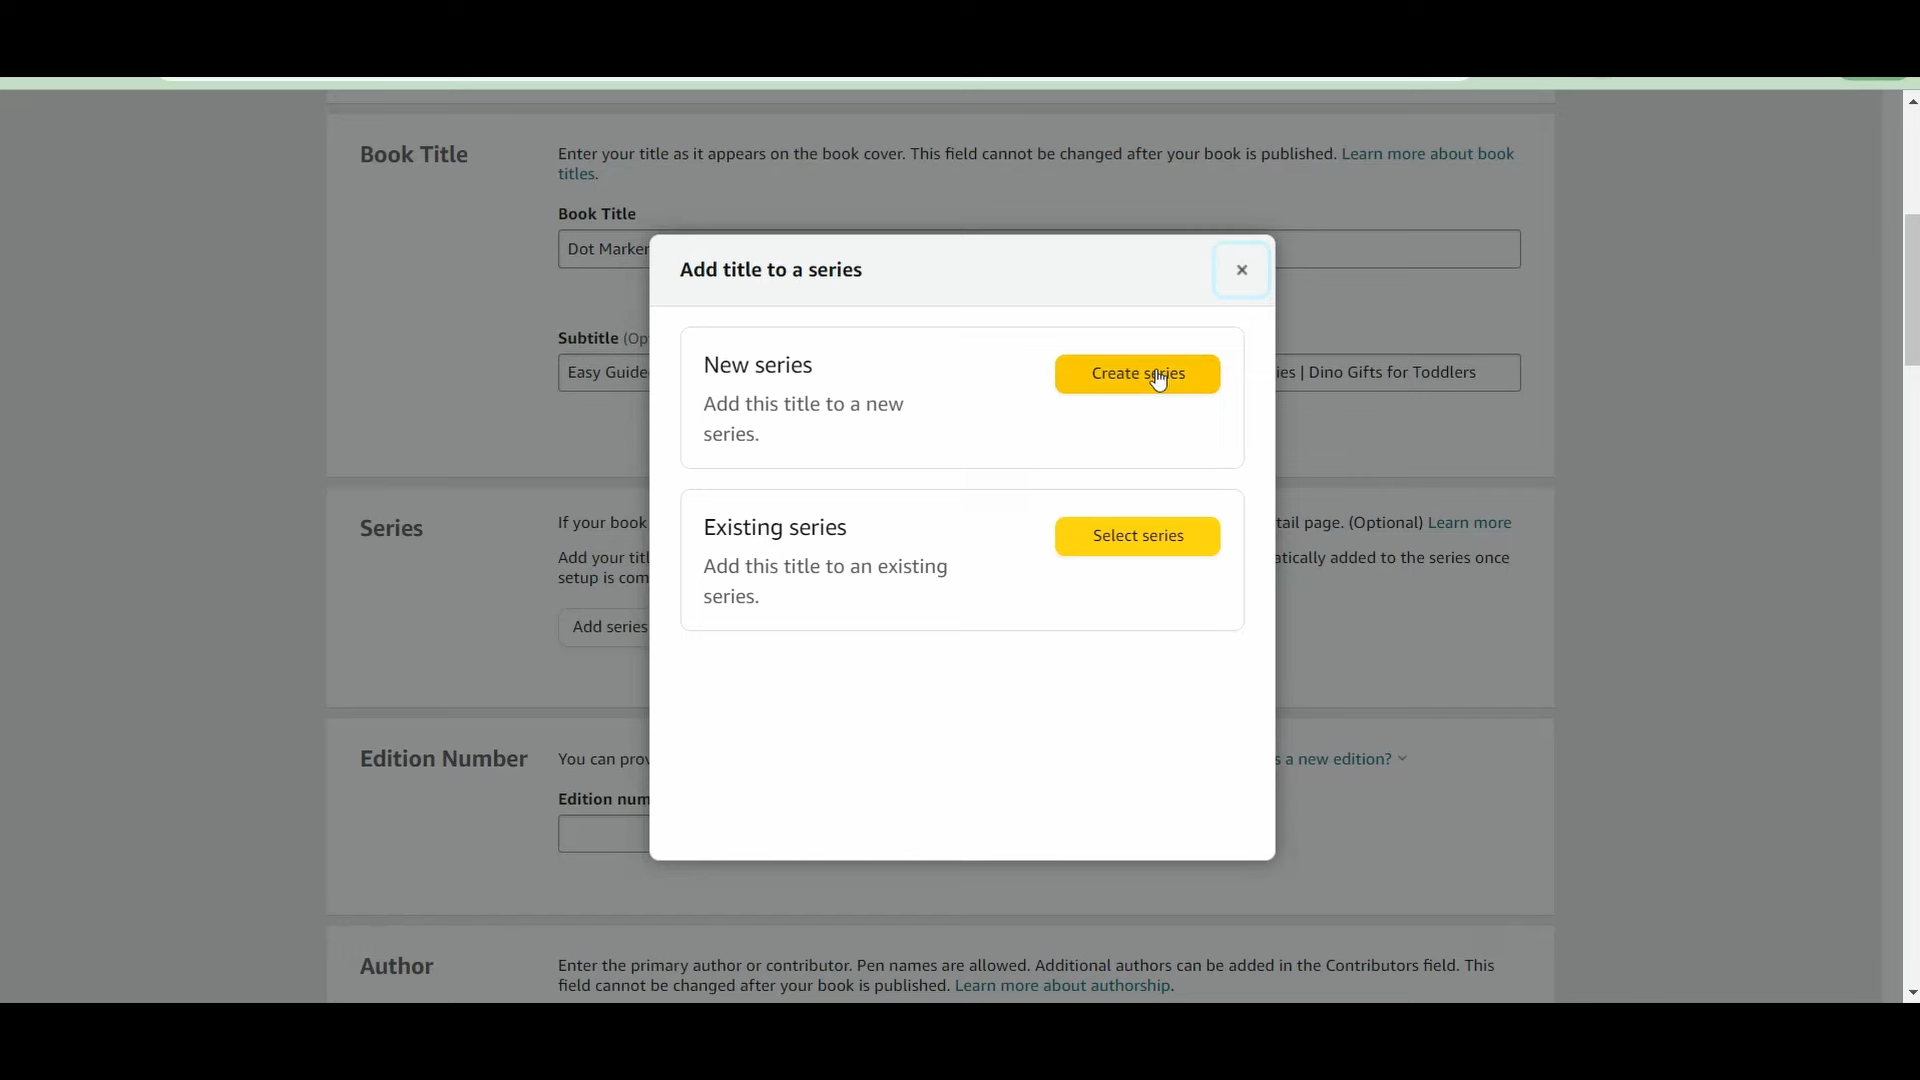 Book Title
Enter your title as it appears on the book cover. This field cannot be changed after your book is published. Learn more about book
titles.
Book Title
Dot Marker
Add title to a series
×
Subtitle (Op
Easy Guide
ies | Dino Gifts for Toddlers
New series
Create series
Add this title to a new
series.
Series
If your book
tail page. (Optional) Learn more
Existing series
Select series
Add your titl
atically added to the series once
setup is com
Add this title to an existing
series.
Add series
Edition Number
You can prov
s a new edition?
Edition num
Author
Enter the primary author or contributor. Pen names are allowed. Additional authors can be added in the Contributors field. This
field cannot be changed after your book is published. Learn more about authorship.